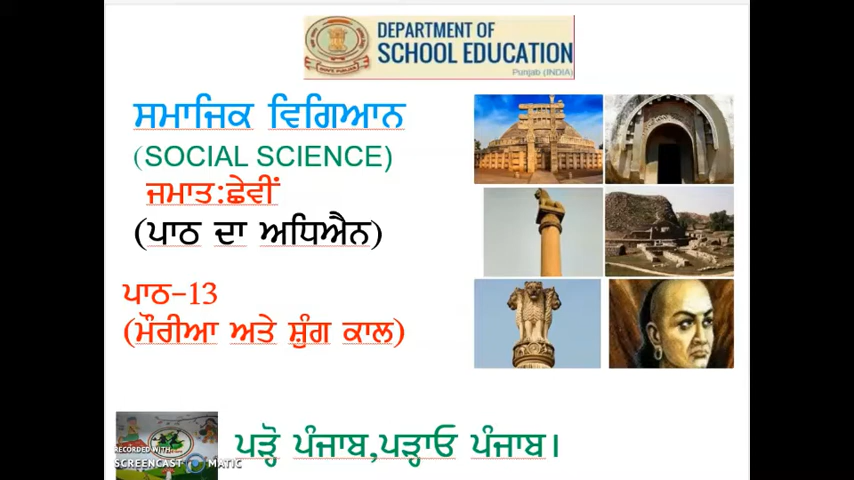 DEPARTMENT OF
SCHOOL EDUCATION
Punjab (INDIA)
ਸਮਾਜਿਕ ਵਿਗਿਆਨ
(SOCIAL SCIENCE)
ਜਮਾਤ:ਛੇਵੀਂ
(ਪਾਠ ਦਾ ਅਧਿਐਨ)
ਪਾਠ-13
(ਮੌਰੀਆ ਅਤੇ ਸ਼ੁੰਗ ਕਾਲ)
ਪੜ੍ਹੋ ਪੰਜਾਬ,ਪੜ੍ਹਾਓ ਪੰਜਾਬ।
RECORDED WITH
SCREENCAST MATIC